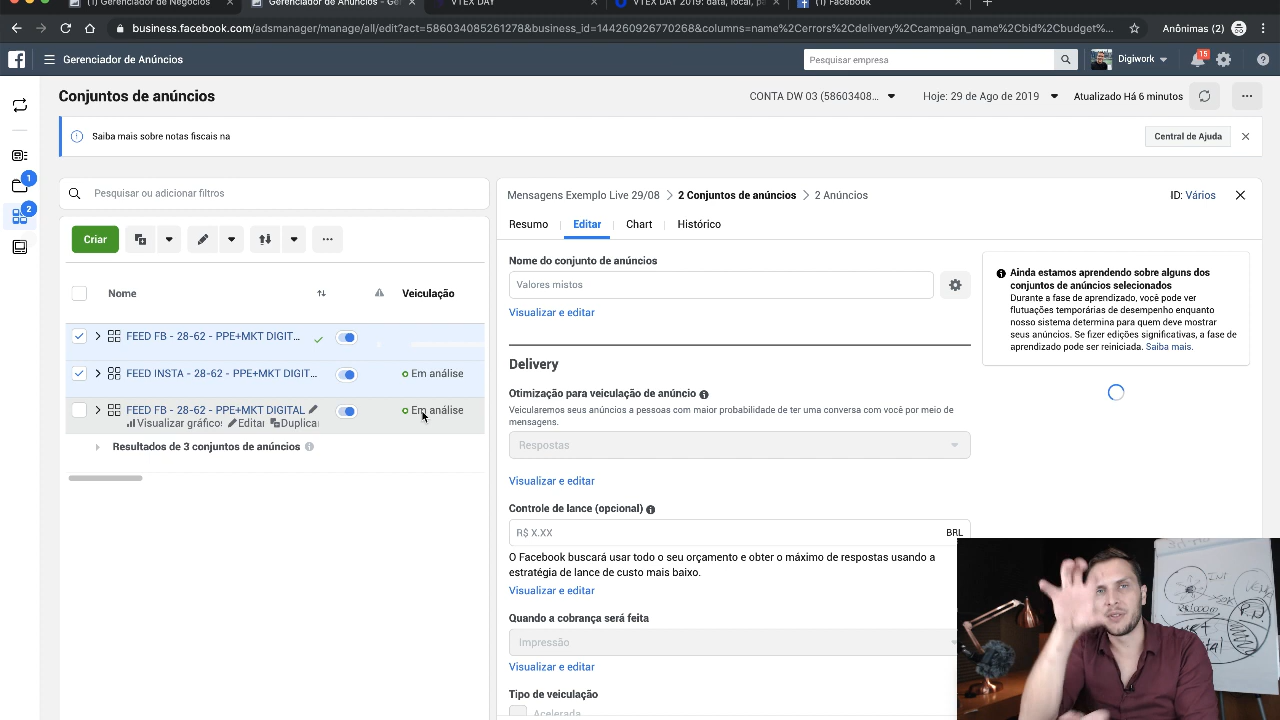 (1) Gerenciador de Negócios
Gerenciador de Anúncios - Ger
VTEX DAY
VTEX DAY 2019: data, local, p
(1) Facebook
business.facebook.com/adsmanager/manage/all/edit?act=586034085261278&business_id=144260926770268&columns=name%2Cerrors%2Cdelivery%2Ccampaign_name%2Cbid%2Cbudget%...
Anônimas (2)
Gerenciador de Anúncios
Pesquisar empresa
Digiwork
15
Conjuntos de anúncios
CONTA DW 03 (58603408...
Hoje: 29 de Ago de 2019
Atualizado Há 6 minutos
Saiba mais sobre notas fiscais na
Central de Ajuda
1
2
Pesquisar ou adicionar filtros
Criar
Nome
Veiculação
FEED FB - 28-62 - PPE+MKT DIGIT...
FEED INSTA - 28-62 - PPE+MKT DIGIT...
Em análise
FEED FB - 28-62 - PPE+MKT DIGITAL
Em análise
Visualizar gráficos
Editar
Duplica
Resultados de 3 conjuntos de anúncios
Mensagens Exemplo Live 29/08
2 Conjuntos de anúncios
2 Anúncios
ID: Vários
Resumo
Editar
Chart
Histórico
Nome do conjunto de anúncios
Valores mistos
Visualizar e editar
Delivery
Otimização para veiculação de anúncio
Veicularemos seus anúncios a pessoas com maior probabilidade de ter uma conversa com você por meio de
mensagens.
Respostas
Visualizar e editar
Controle de lance (opcional)
R$ X.XX
BRL
O Facebook buscará usar todo o seu orçamento e obter o máximo de respostas usando a
estratégia de lance de custo mais baixo.
Visualizar e editar
Quando a cobrança será feita
Impressão
Visualizar e editar
Tipo de veiculação
Acelerada
Ainda estamos aprendendo sobre alguns dos
conjuntos de anúncios selecionados
Durante a fase de aprendizado, você pode ver
flutuações temporárias de desempenho enquanto
nosso sistema determina para quem deve mostrar
seus anúncios. Se fizer edições significativas, a fase de
aprendizado pode ser reiniciada. Saiba mais.